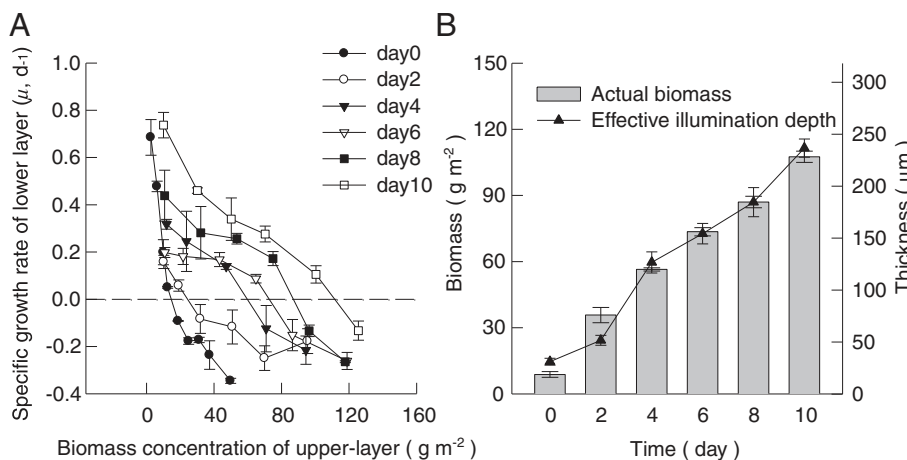 A
Specific growth rate of lower layer (μ, d-1)
1.0
0.8
0.6
0.4
0.2
0.0
-0.2
-0.4
0 40 80 120 160
Biomass concentration of upper-layer ( g m-2 )
day0
day2
day4
day6
day8
day10
B
Biomass ( g m-2 )
150
120
90
60
30
0
Actual biomass
Effective illumination depth
0 2 4 6 8 10
Time ( day )
300
250
200
150
100
50
0
Thickness ( μm )